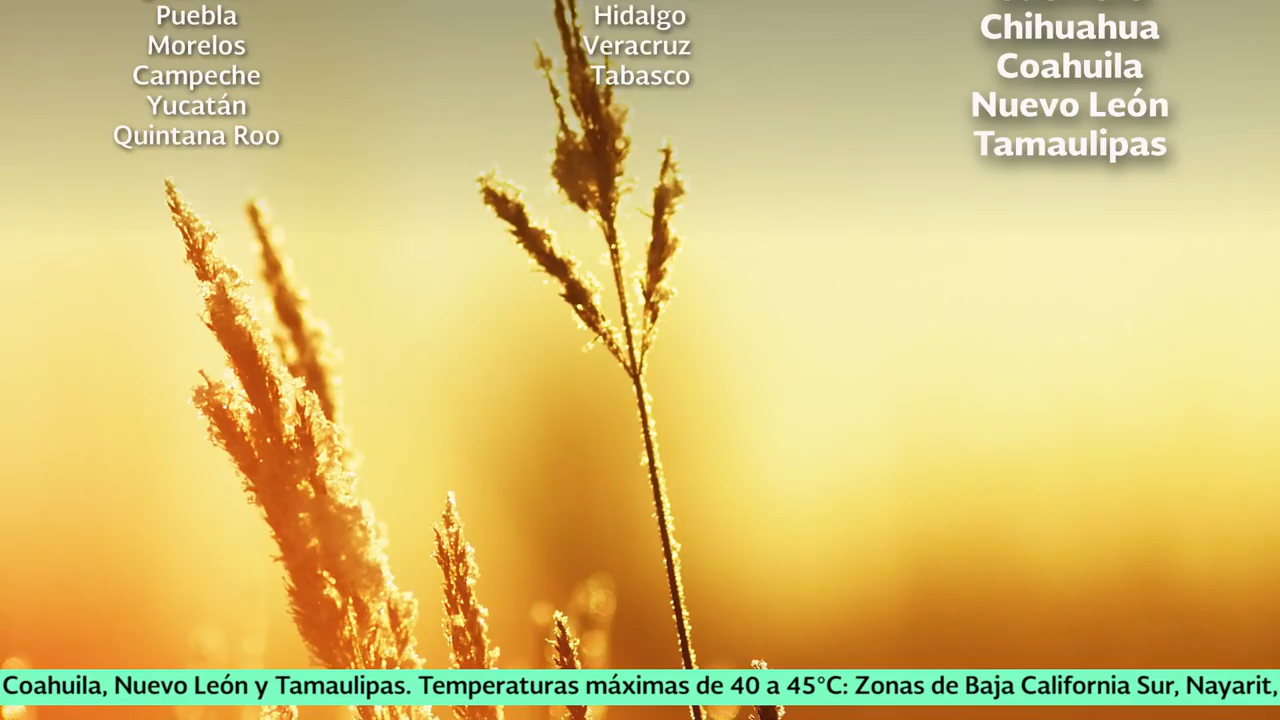 Puebla
Morelos
Campeche
Yucatán
Quintana Roo
Hidalgo
Veracruz
Tabasco
Chihuahua
Coahuila
Nuevo León
Tamaulipas
Coahuila, Nuevo León y Tamaulipas. Temperaturas máximas de 40 a 45°C: Zonas de Baja California Sur, Nayarit,